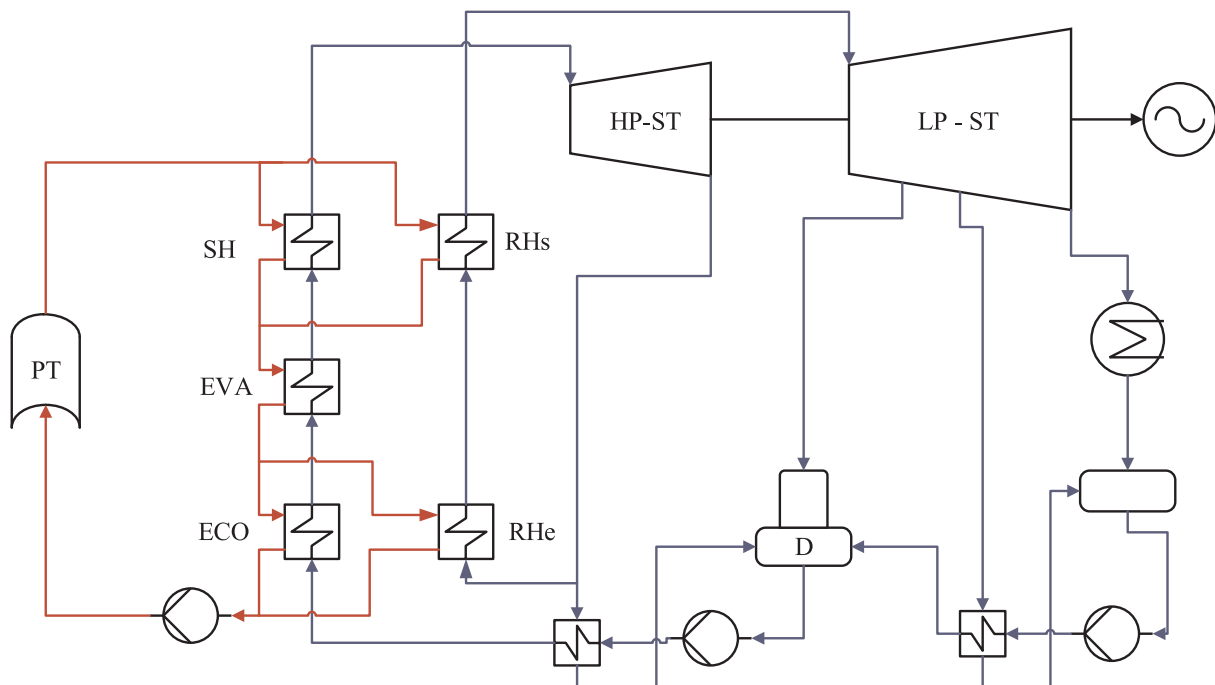 HP-ST
LP - ST
SH
RHs
PT
EVA
ECO
RHe
D